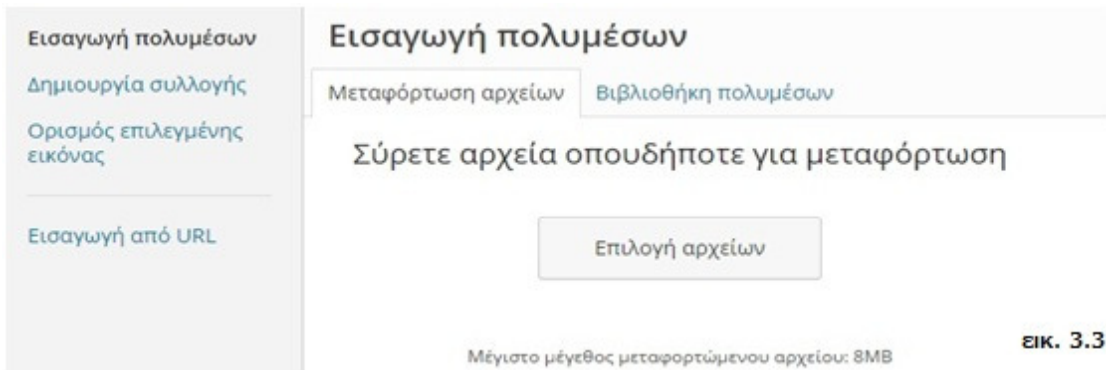 Εισαγωγή πολυμέσων
Δημιουργία συλλογής
Ορισμός επιλεγμένης
εικόνας
Εισαγωγή από URL
Εισαγωγή πολυμέσων
Μεταφόρτωση αρχείων
Βιβλιοθήκη πολυμέσων
Σύρετε αρχεία οπουδήποτε για μεταφόρτωση
Επιλογή αρχείων
Μέγιστο μέγεθος μεταφορτώμενου αρχείου: 8MB
εικ. 3.3